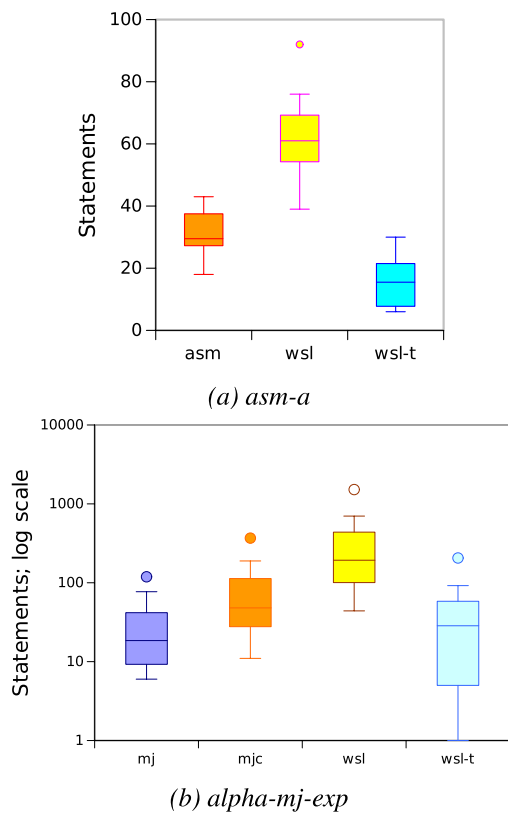 100
80
60
40
20
0
Statements
asm wsl wsl-t
(a) asm-a
10000
1000
100
10
1
Statements; log scale
mj mjc wsl wsl-t
(b) alpha-mj-exp